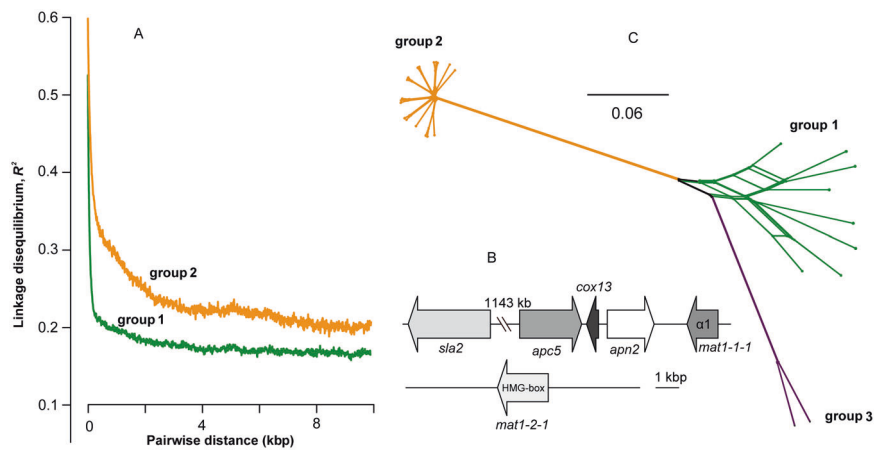 A
0.6
0.5
0.4
0.3
0.2
0.1
Linkage disequilibrium, R²
group 2
group 1
0
4
8
Pairwise distance (kbp)
B
1143 kb
cox13
sla2
apc5
apn2
α1
mat1-1-1
HMG-box
1 kbp
mat1-2-1
C
group 2
0.06
group 1
group 3